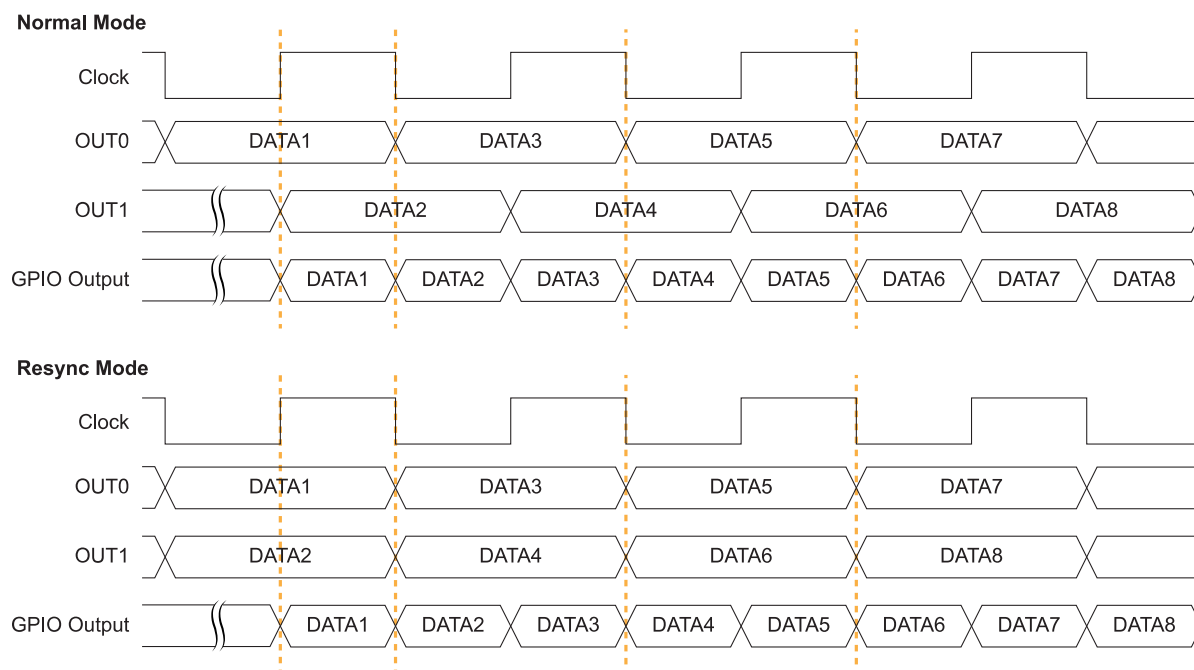 Normal Mode
Clock
OUT0 DATA1 DATA3 DATA5 DATA7
OUT1 DATA2 DATA4 DATA6 DATA8
GPIO Output DATA1 DATA2 DATA3 DATA4 DATA5 DATA6 DATA7 DATA8
Resync Mode
Clock
OUT0 DATA1 DATA3 DATA5 DATA7
OUT1 DATA2 DATA4 DATA6 DATA8
GPIO Output DATA1 DATA2 DATA3 DATA4 DATA5 DATA6 DATA7 DATA8